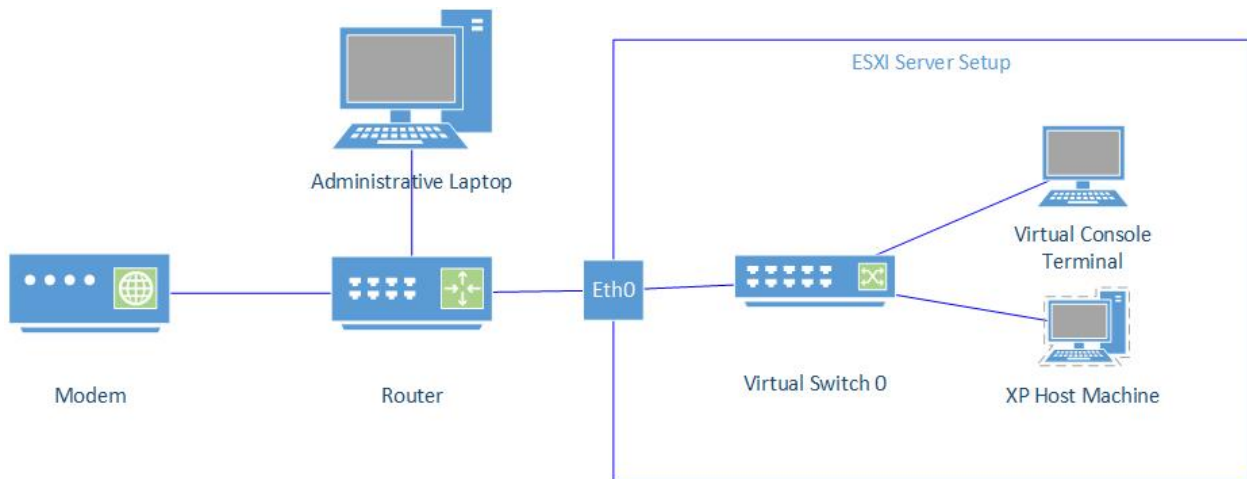 ESXI Server Setup
Administrative Laptop
Virtual Console
Terminal
Eth0
Modem
Router
Virtual Switch 0
XP Host Machine